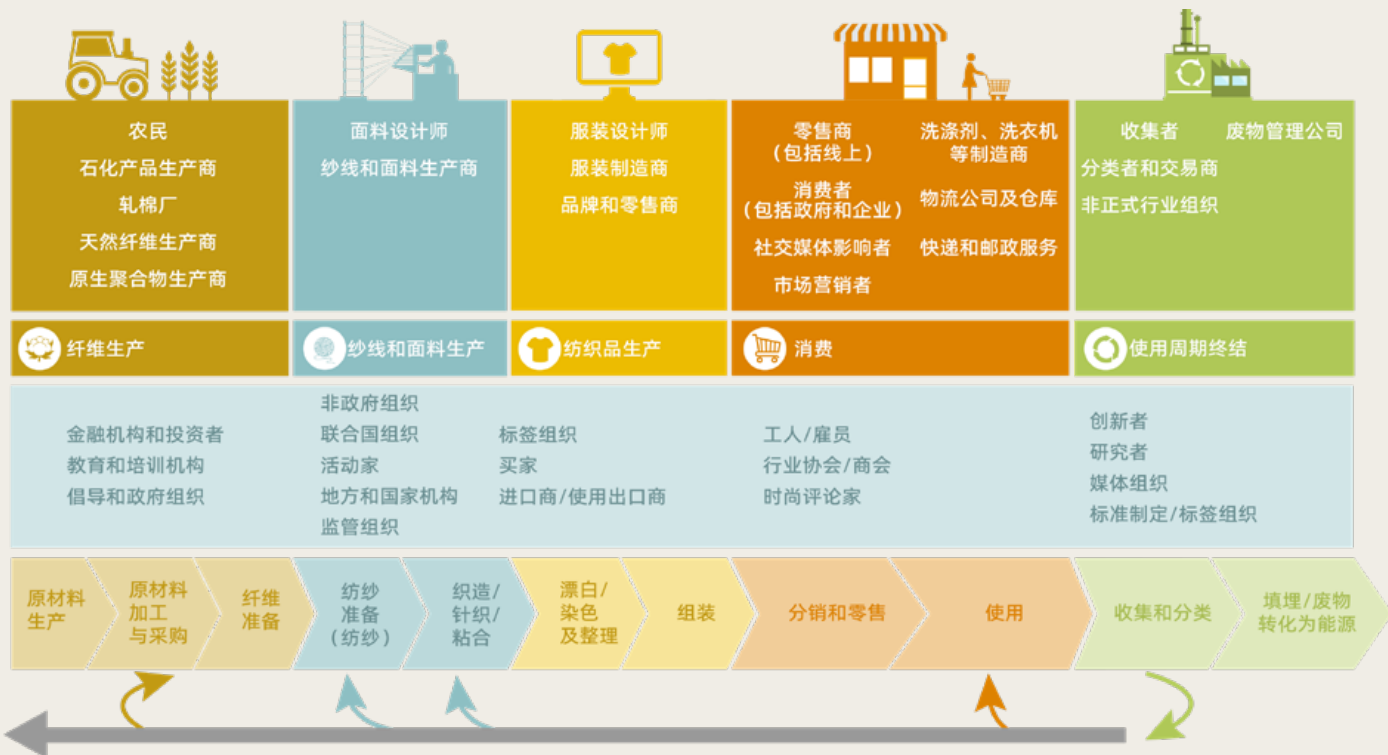 农民
石化产品生产商
轧棉厂
天然纤维生产商
原生聚合物生产商
面料设计师
纱线和面料生产商
服装设计师
服装制造商
品牌和零售商
零售商
(包括线上)
消费者
(包括政府和企业)
社交媒体影响者
市场营销者
洗涤剂、洗衣机
等制造商
物流公司及仓库
快递和邮政服务
收集者
分类者和交易商
非正式行业组织
废物管理公司
纤维生产
纱线和面料生产
纺织品生产
消费
使用周期终结
金融机构和投资者
教育和培训机构
倡导和政府组织
非政府组织
联合国组织
活动家
地方和国家机构
监管组织
标签组织
买家
进口商/使用出口商
工人/雇员
行业协会/商会
时尚评论家
创新者
研究者
媒体组织
标准制定/标签组织
原材料
生产
原材料
加工
与采购
纤维
准备
纺纱
准备
(纺纱)
织造/
针织/
粘合
漂白/
染色
及整理
组装
分销和零售
使用
收集和分类
填埋/废物
转化为能源